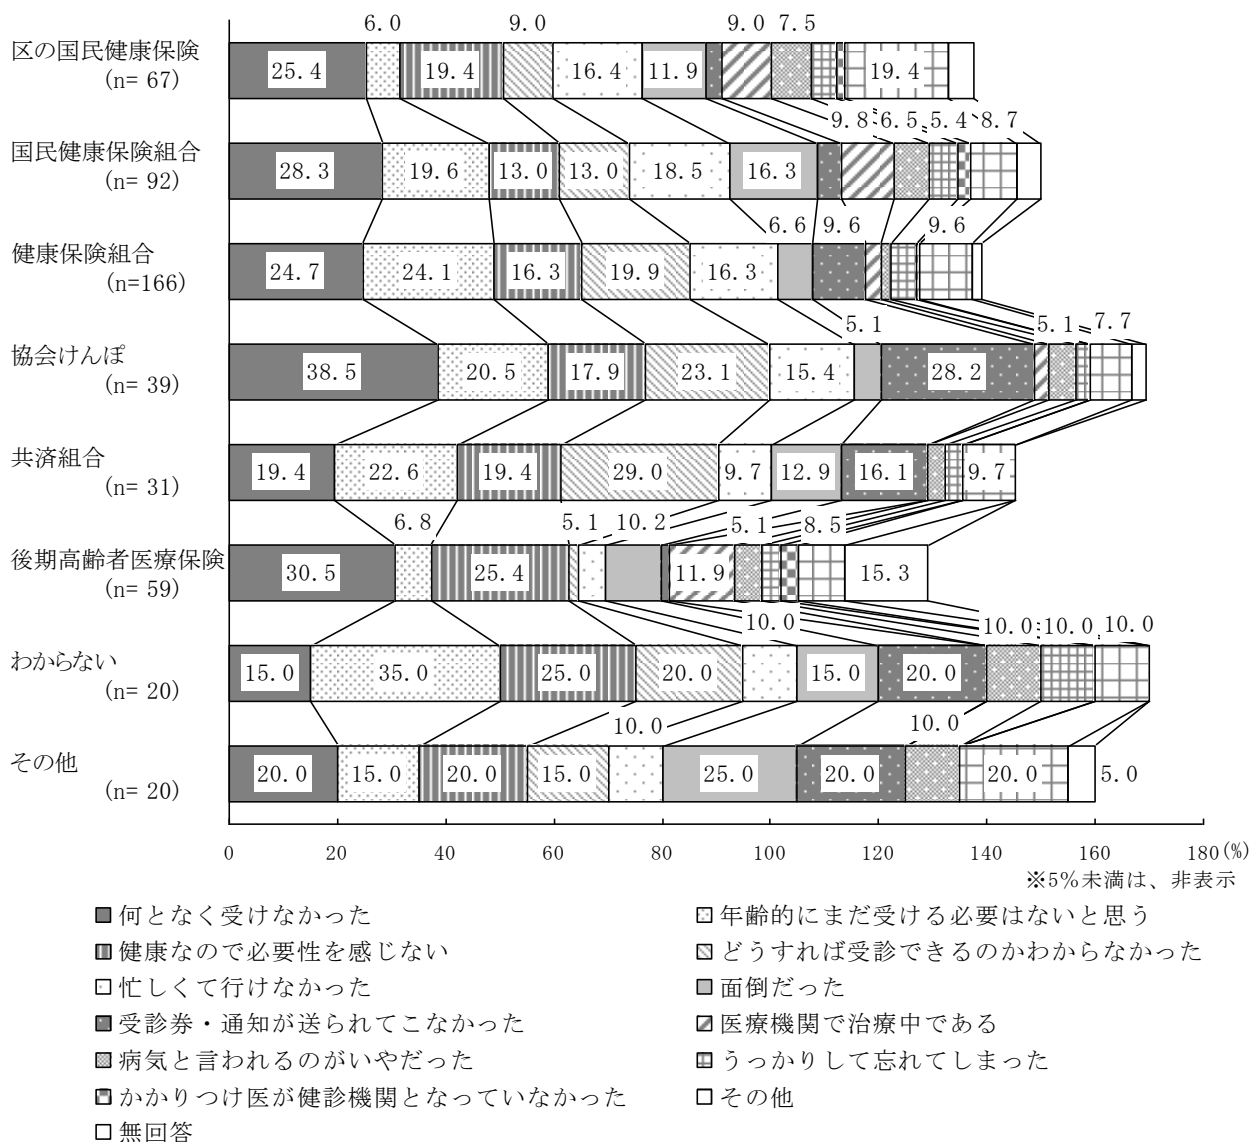 6.0 9.0 9.0 7.5
区の国民健康保険
(n= 67)
25.4 19.4 16.4 11.9 19.4
9.8 6.5 5.4 8.7
国民健康保険組合
(n= 92)
28.3 19.6 13.0 13.0 18.5 16.3
6.6 9.6 9.6
健康保険組合
(n=166)
24.7 24.1 16.3 19.9 16.3
5.1 5.1 7.7
協会けんぽ
(n= 39)
38.5 20.5 17.9 23.1 15.4 28.2
共済組合
(n= 31)
19.4 22.6 19.4 29.0 9.7 12.9 16.1 9.7
6.8 5.1 10.2 5.1 8.5
後期高齢者医療保険
(n= 59)
30.5 25.4 11.9 15.3
10.0 10.0 10.0 10.0
わからない
(n= 20)
15.0 35.0 25.0 20.0 15.0 20.0
10.0 10.0
その他
(n= 20)
20.0 15.0 20.0 15.0 25.0 20.0 20.0 5.0
0 20 40 60 80 100 120 140 160 180(%)
※5%未満は、非表示
何となく受けなかった 年齢的にまだ受ける必要はないと思う
健康なので必要性を感じない どうすれば受診できるのかわからなかった
忙しくて行けなかった 面倒だった
受診券・通知が送られてこなかった 医療機関で治療中である
病気と言われるのがいやだった うっかりして忘れてしまった
かかりつけ医が健診機関となっていなかった その他
無回答